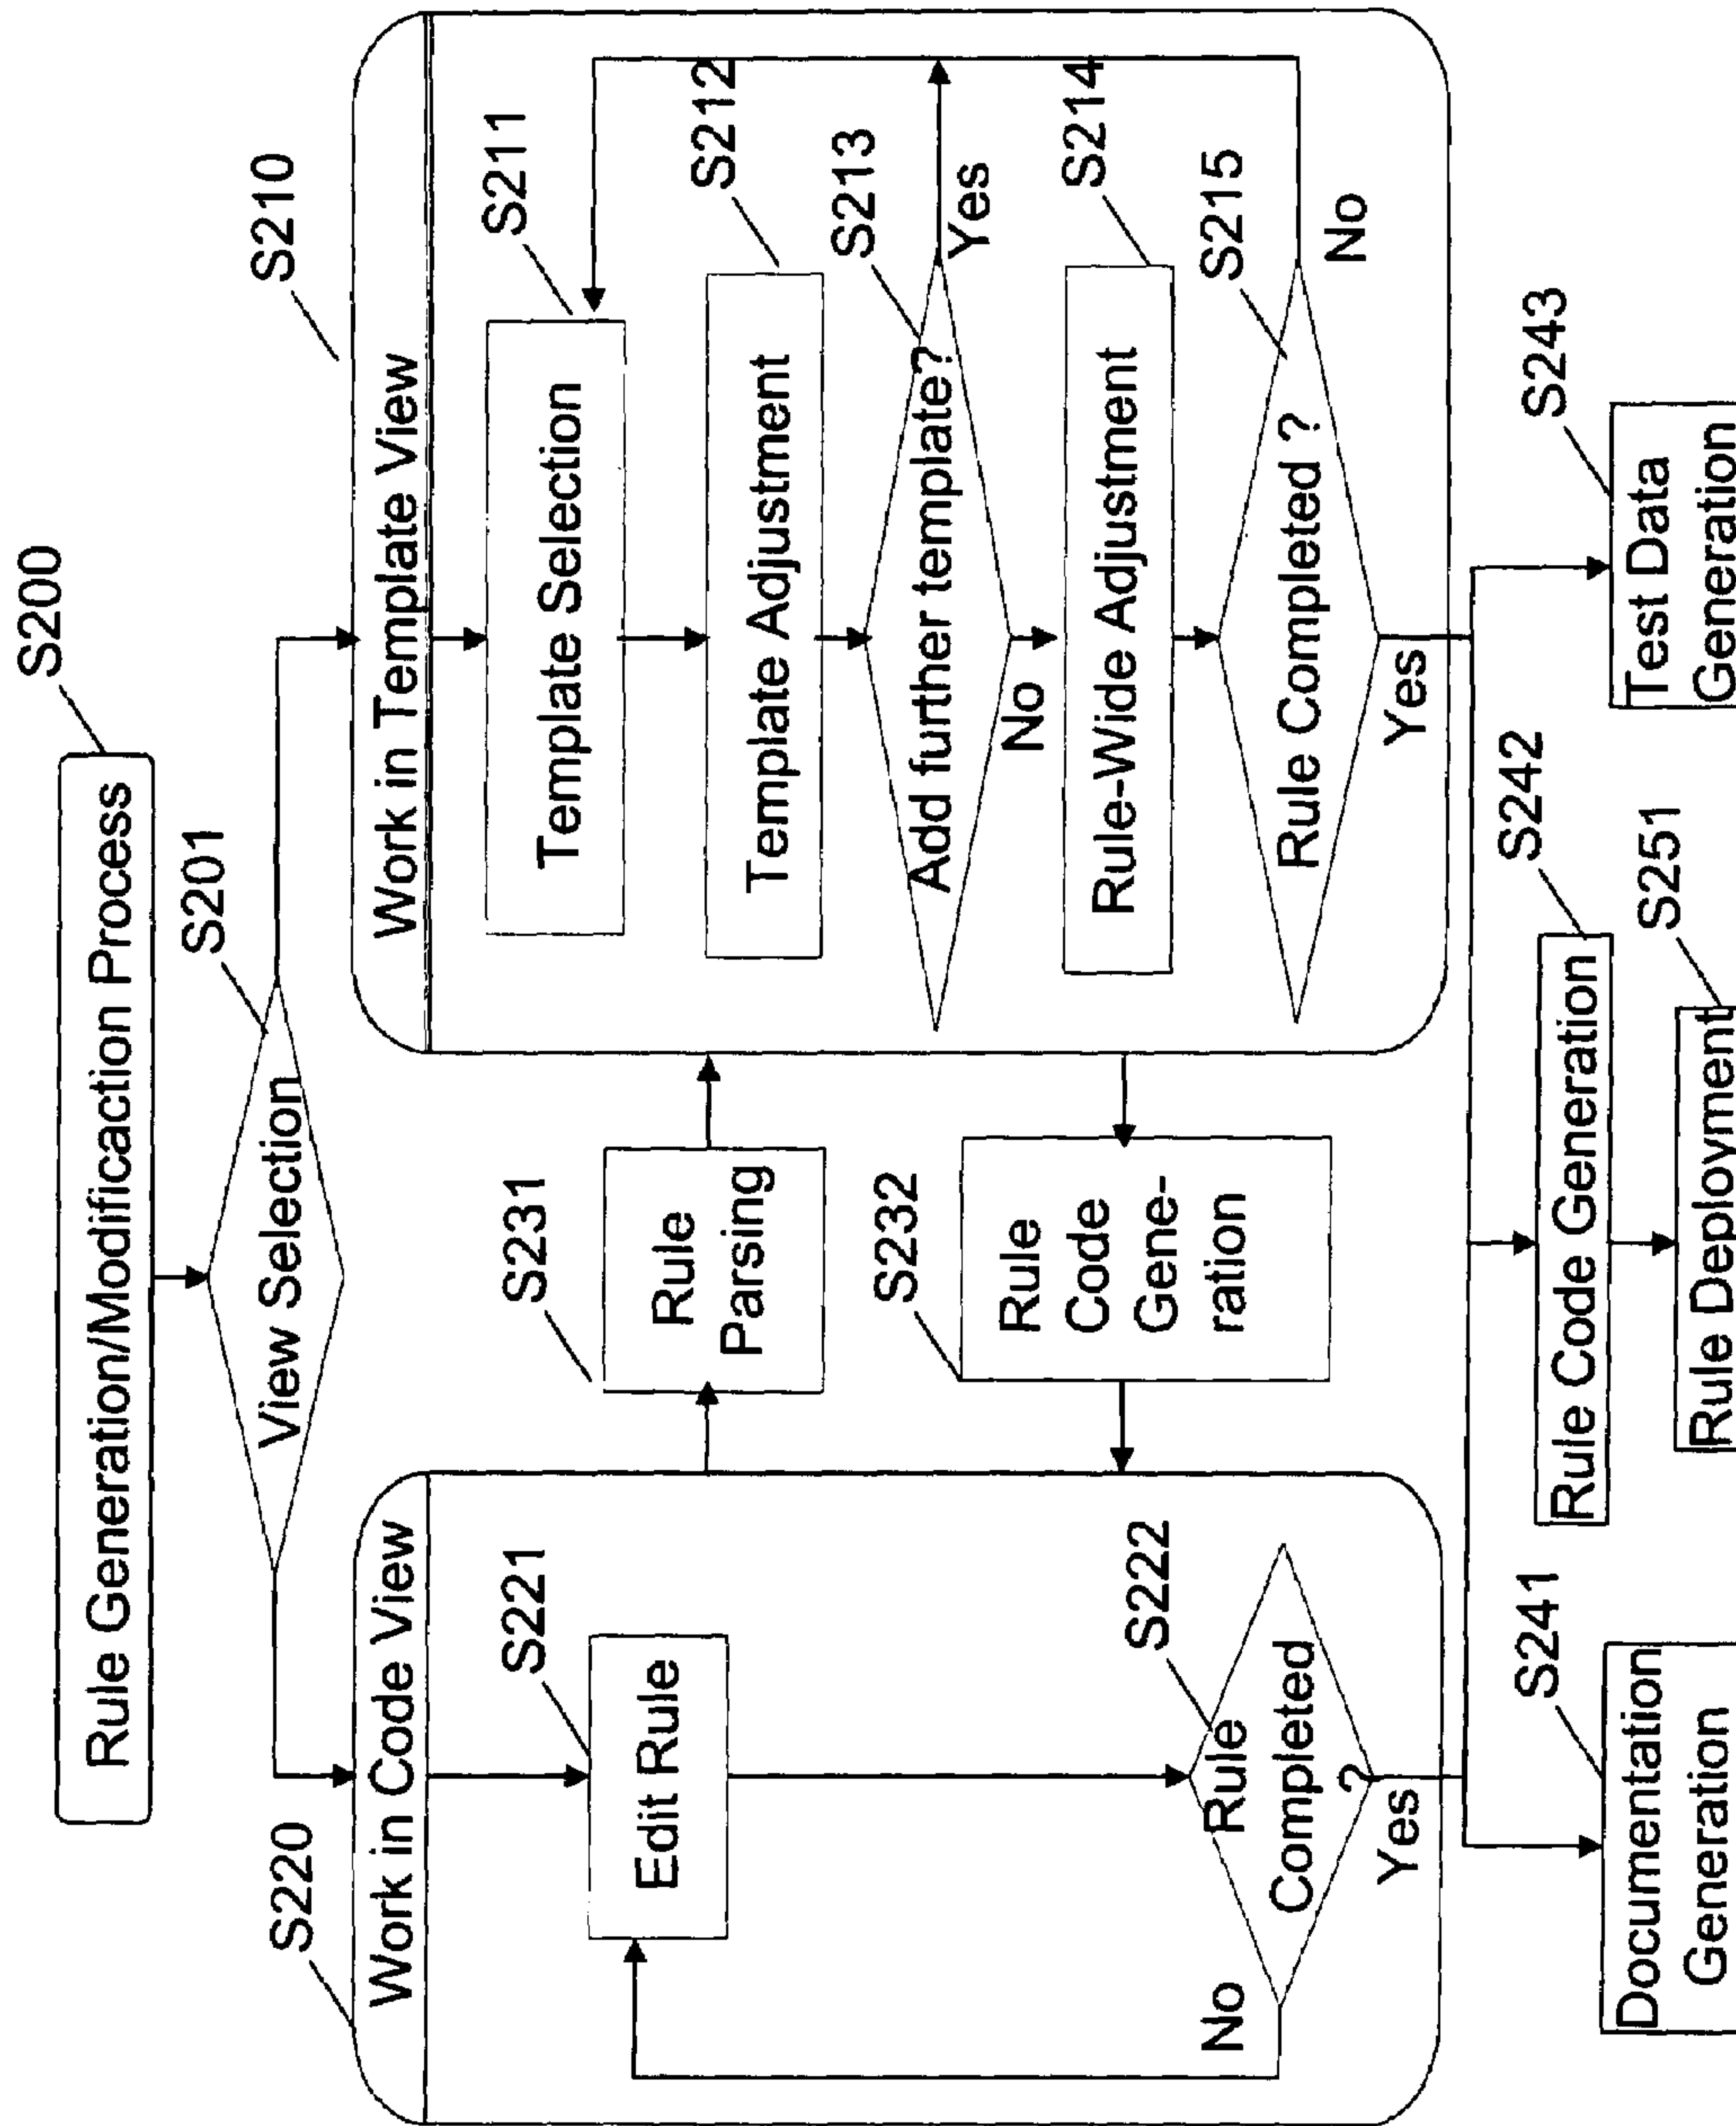 S200
Rule Generation/Modificaction Process
S201
View Selection
S220
Work in Code View
S221
Edit Rule
S222
Rule
Completed
?
No
Yes
S231
Rule
Parsing
S232
Rule
Code
Gene-
ration
S210
Work in Template View
S211
Template Selection
S212
Template Adjustment
S213
Add further template?
Yes
No
S214
Rule-Wide Adjustment
S215
Rule Completed ?
No
Yes
S241
Documentation
Generation
S242
Rule Code Generation
S251
Rule Deployment
S243
Test Data
Generation